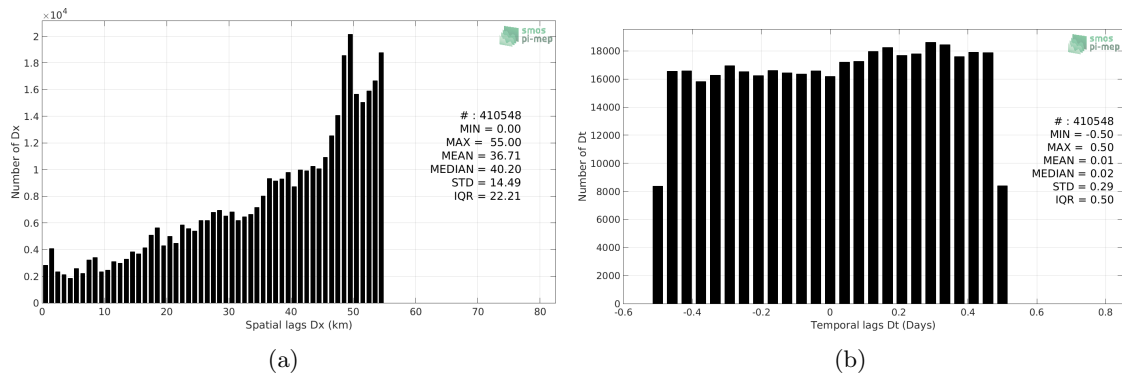 ×10⁴
2
1.8
1.6
1.4
1.2
1
0.8
0.6
0.4
0.2
0
Number of Dx
0 10 20 30 40 50 60 70 80
Spatial lags Dx (km)
smos
pi-mep
# : 410548
MIN = 0.00
MAX = 55.00
MEAN = 36.71
MEDIAN = 40.20
STD = 14.49
IQR = 22.21
(a)
18000
16000
14000
12000
10000
8000
6000
4000
2000
0
Number of Dt
-0.6 -0.4 -0.2 0 0.2 0.4 0.6 0.8
Temporal lags Dt (Days)
smos
pi-mep
# : 410548
MIN = -0.50
MAX = 0.50
MEAN = 0.01
MEDIAN = 0.02
STD = 0.29
IQR = 0.50
(b)